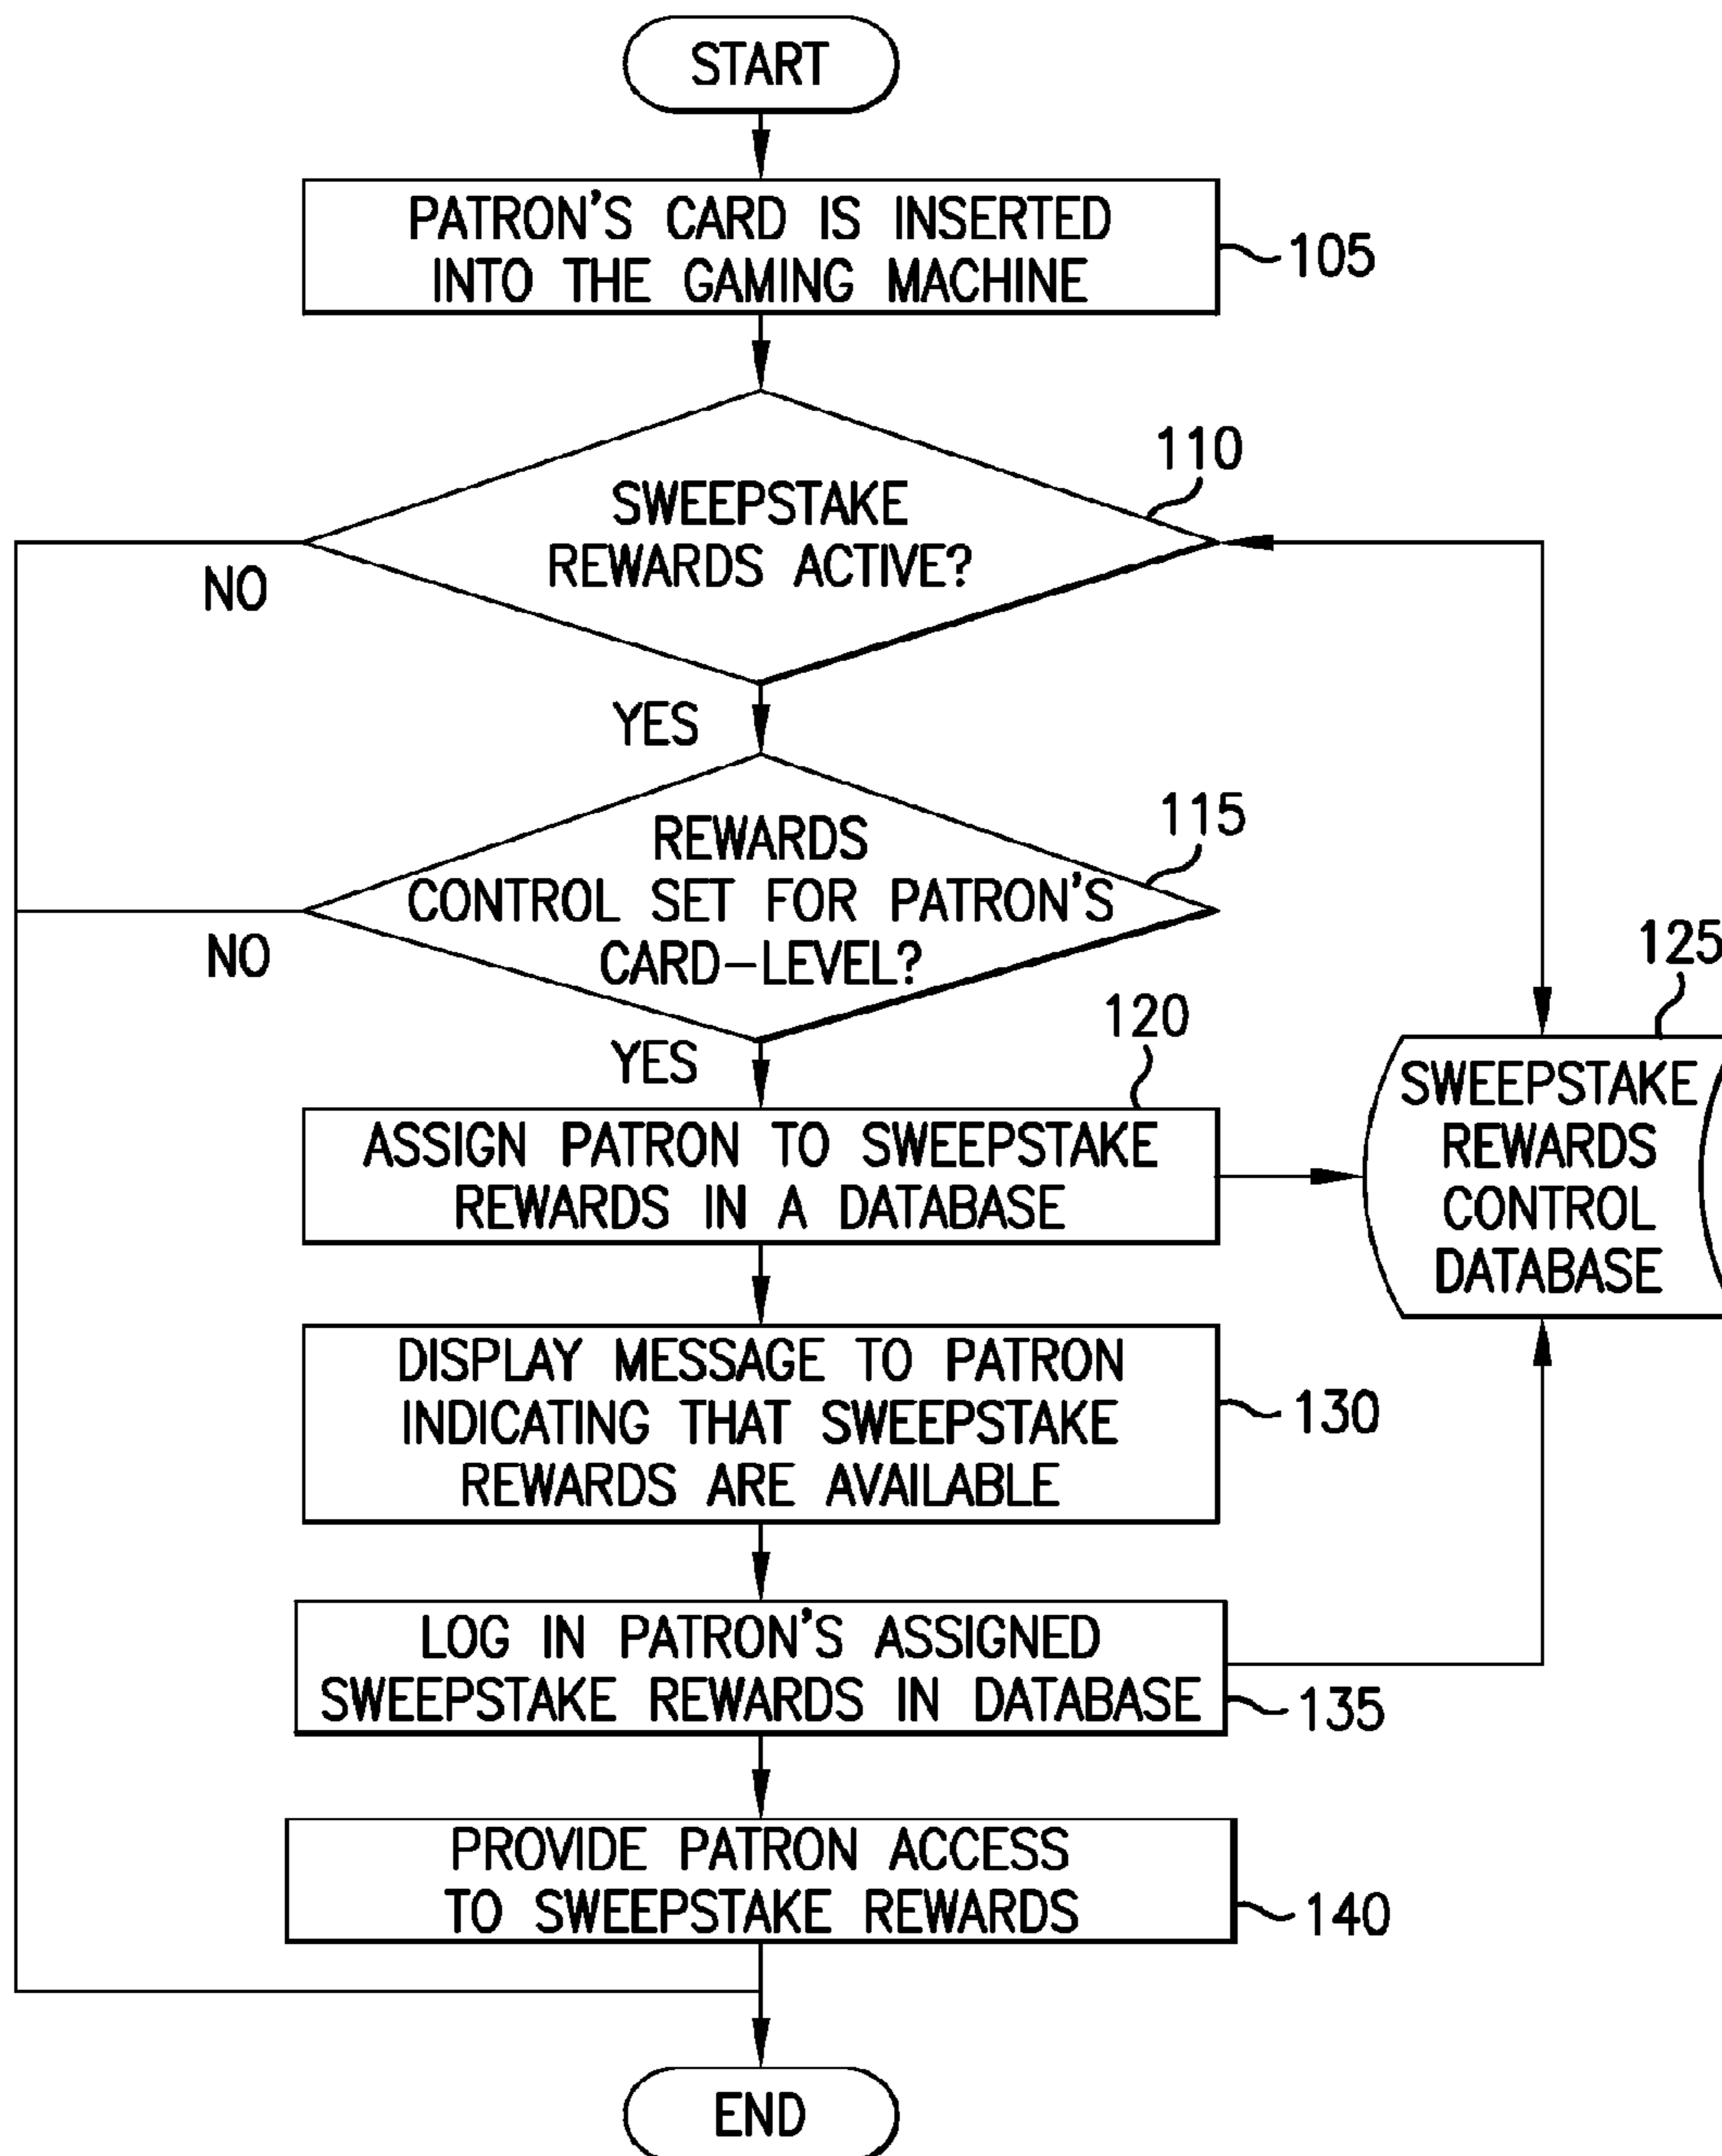 START
PATRON'S CARD IS INSERTED
INTO THE GAMING MACHINE
105
110
SWEEPSTAKE
REWARDS ACTIVE?
NO
YES
115
REWARDS
CONTROL SET FOR PATRON'S
CARD-LEVEL?
NO
YES
120
125
ASSIGN PATRON TO SWEEPSTAKE
REWARDS IN A DATABASE
SWEEPSTAKE
REWARDS
CONTROL
DATABASE
DISPLAY MESSAGE TO PATRON
INDICATING THAT SWEEPSTAKE
REWARDS ARE AVAILABLE
130
LOG IN PATRON'S ASSIGNED
SWEEPSTAKE REWARDS IN DATABASE
135
PROVIDE PATRON ACCESS
TO SWEEPSTAKE REWARDS
140
END